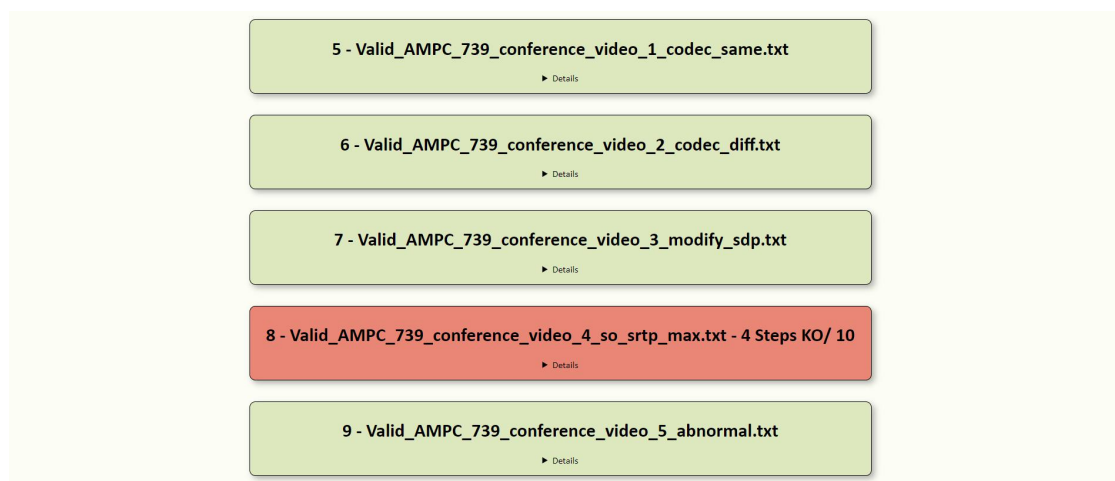 5 - Valid_AMPC_739_conference_video_1_codec_same.txt
▶ Details
6 - Valid_AMPC_739_conference_video_2_codec_diff.txt
▶ Details
7 - Valid_AMPC_739_conference_video_3_modify_sdp.txt
▶ Details
8 - Valid_AMPC_739_conference_video_4_so_srtp_max.txt - 4 Steps KO/ 10
▶ Details
9 - Valid_AMPC_739_conference_video_5_abnormal.txt
▶ Details